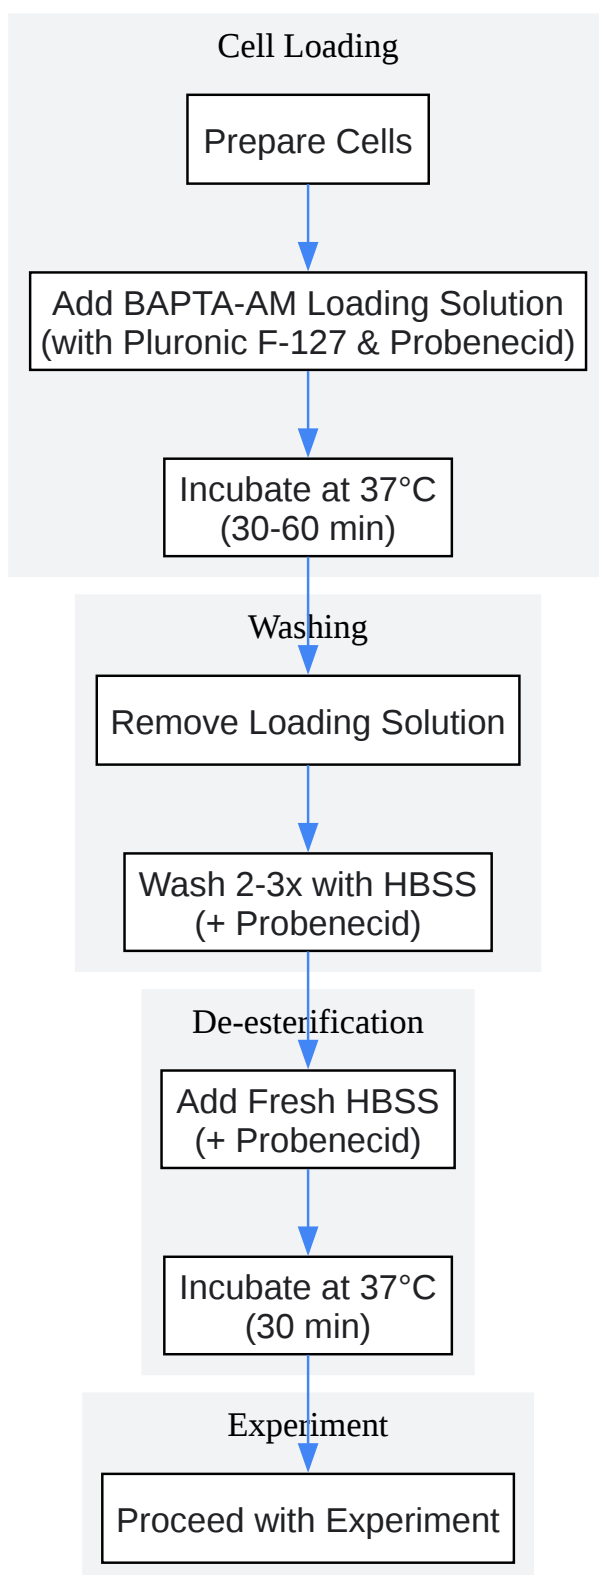 Cell Loading
Prepare Cells
Add BAPTA-AM Loading Solution
(with Pluronic F-127 & Probenecid)
Incubate at 37°C
(30-60 min)
Washing
Remove Loading Solution
Wash 2-3x with HBSS
(+ Probenecid)
De-esterification
Add Fresh HBSS
(+ Probenecid)
Incubate at 37°C
(30 min)
Experiment
Proceed with Experiment